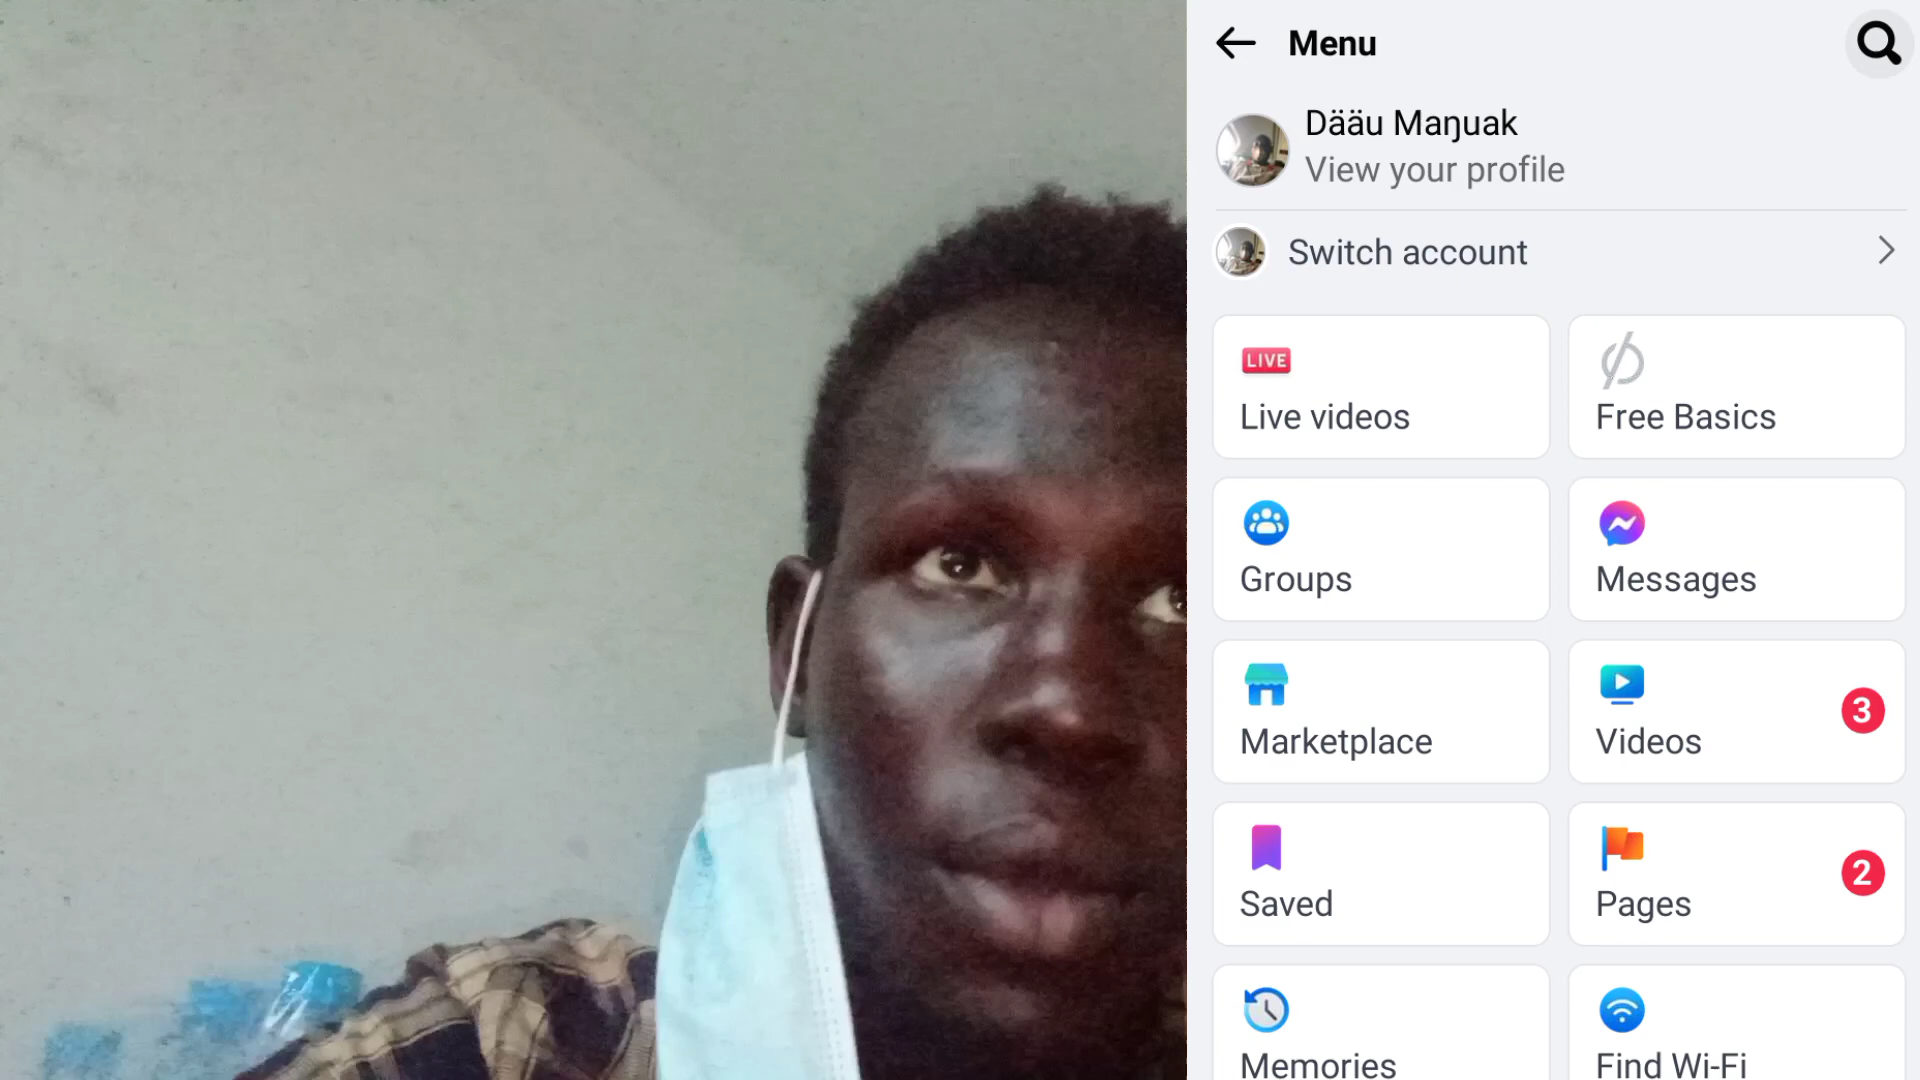 Menu
Dääu Maŋuak
View your profile
Switch account
LIVE
Live videos
Free Basics
Groups
Messages
Marketplace
Videos
3
Saved
Pages
2
Memories
Find Wi-Fi